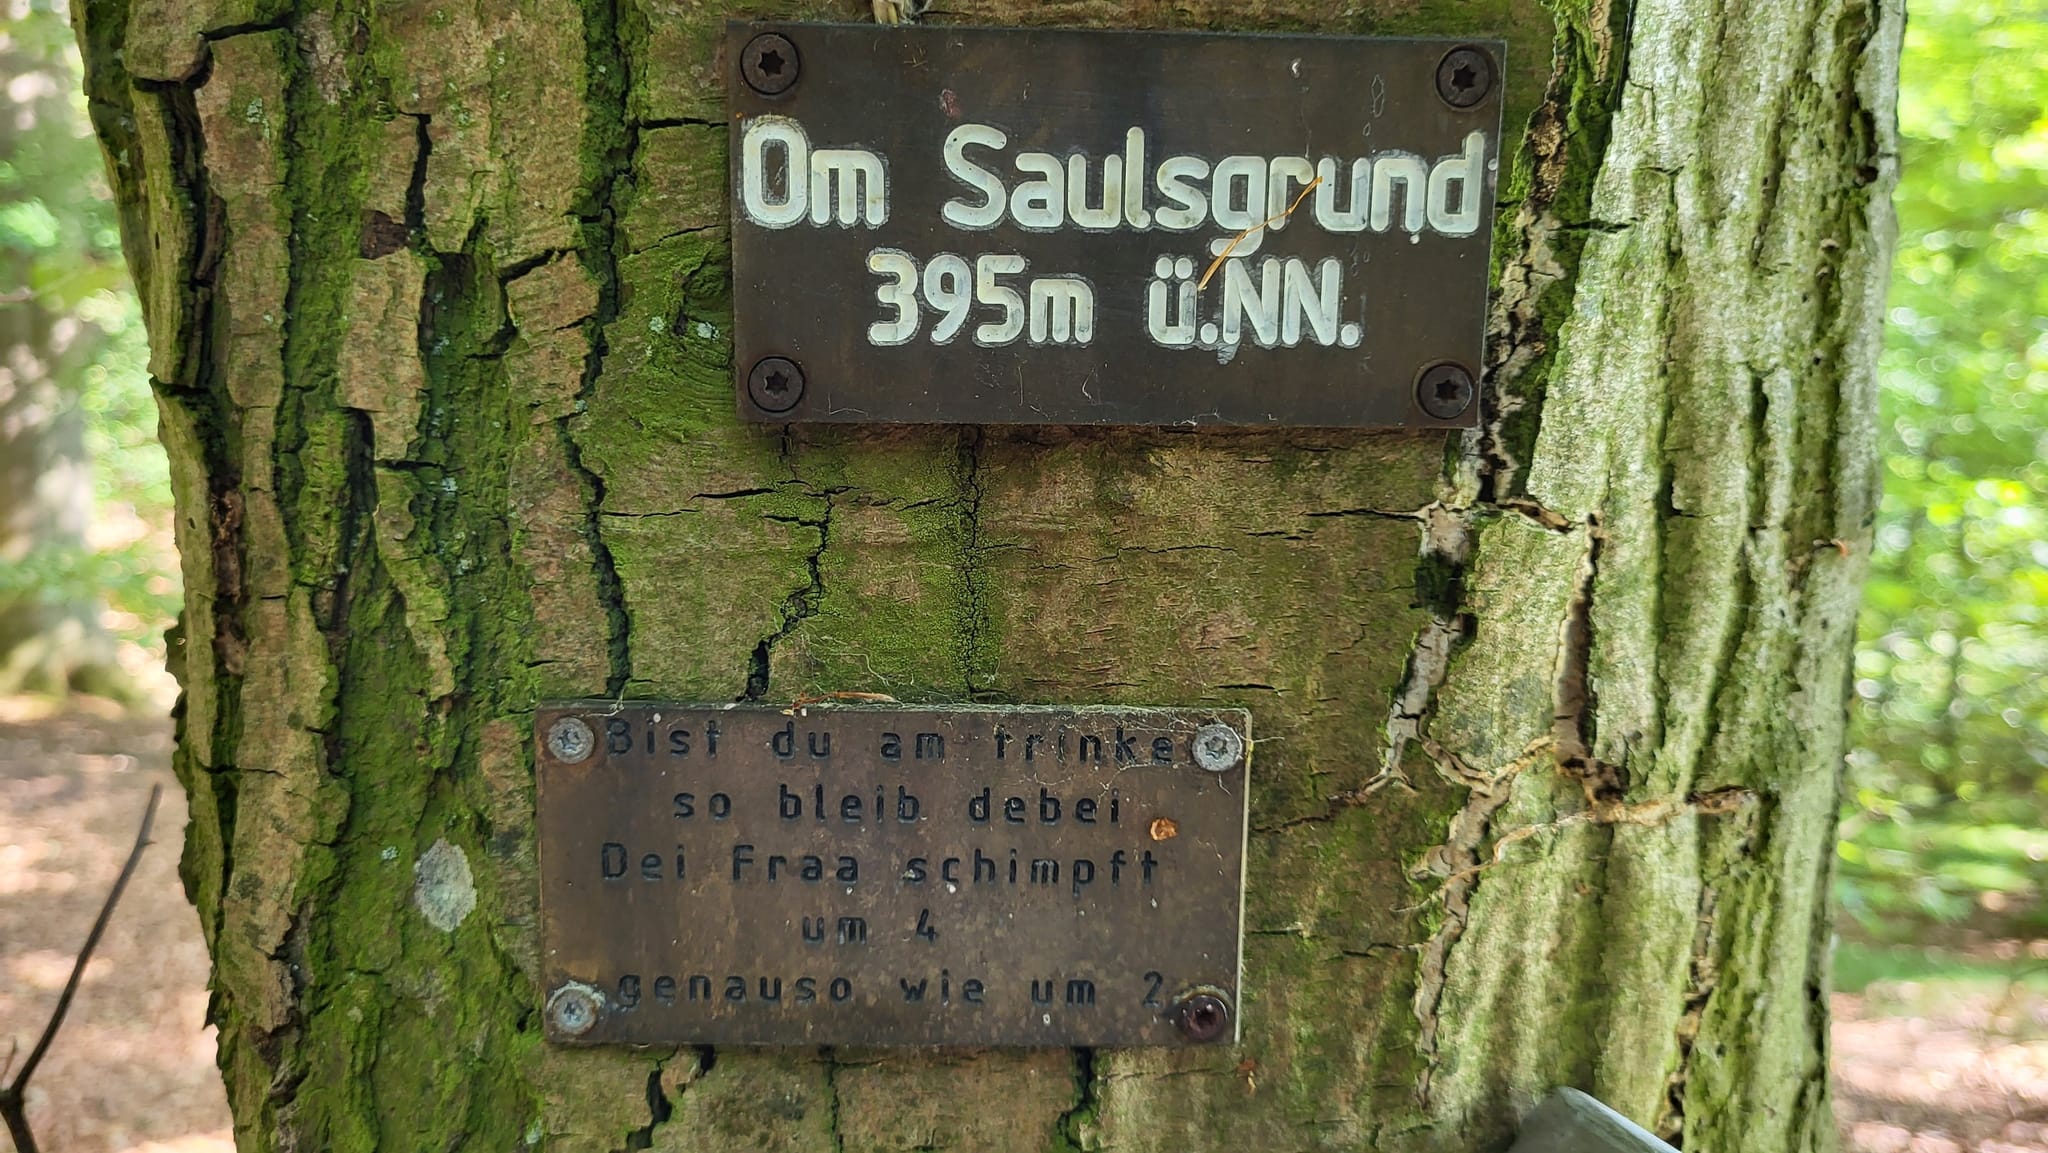 Om Saulsgrund
395m ü.NN.
Bist du am trinke
so bleib debei
Dei Fraa schimpft
um 4
genauso wie um 2